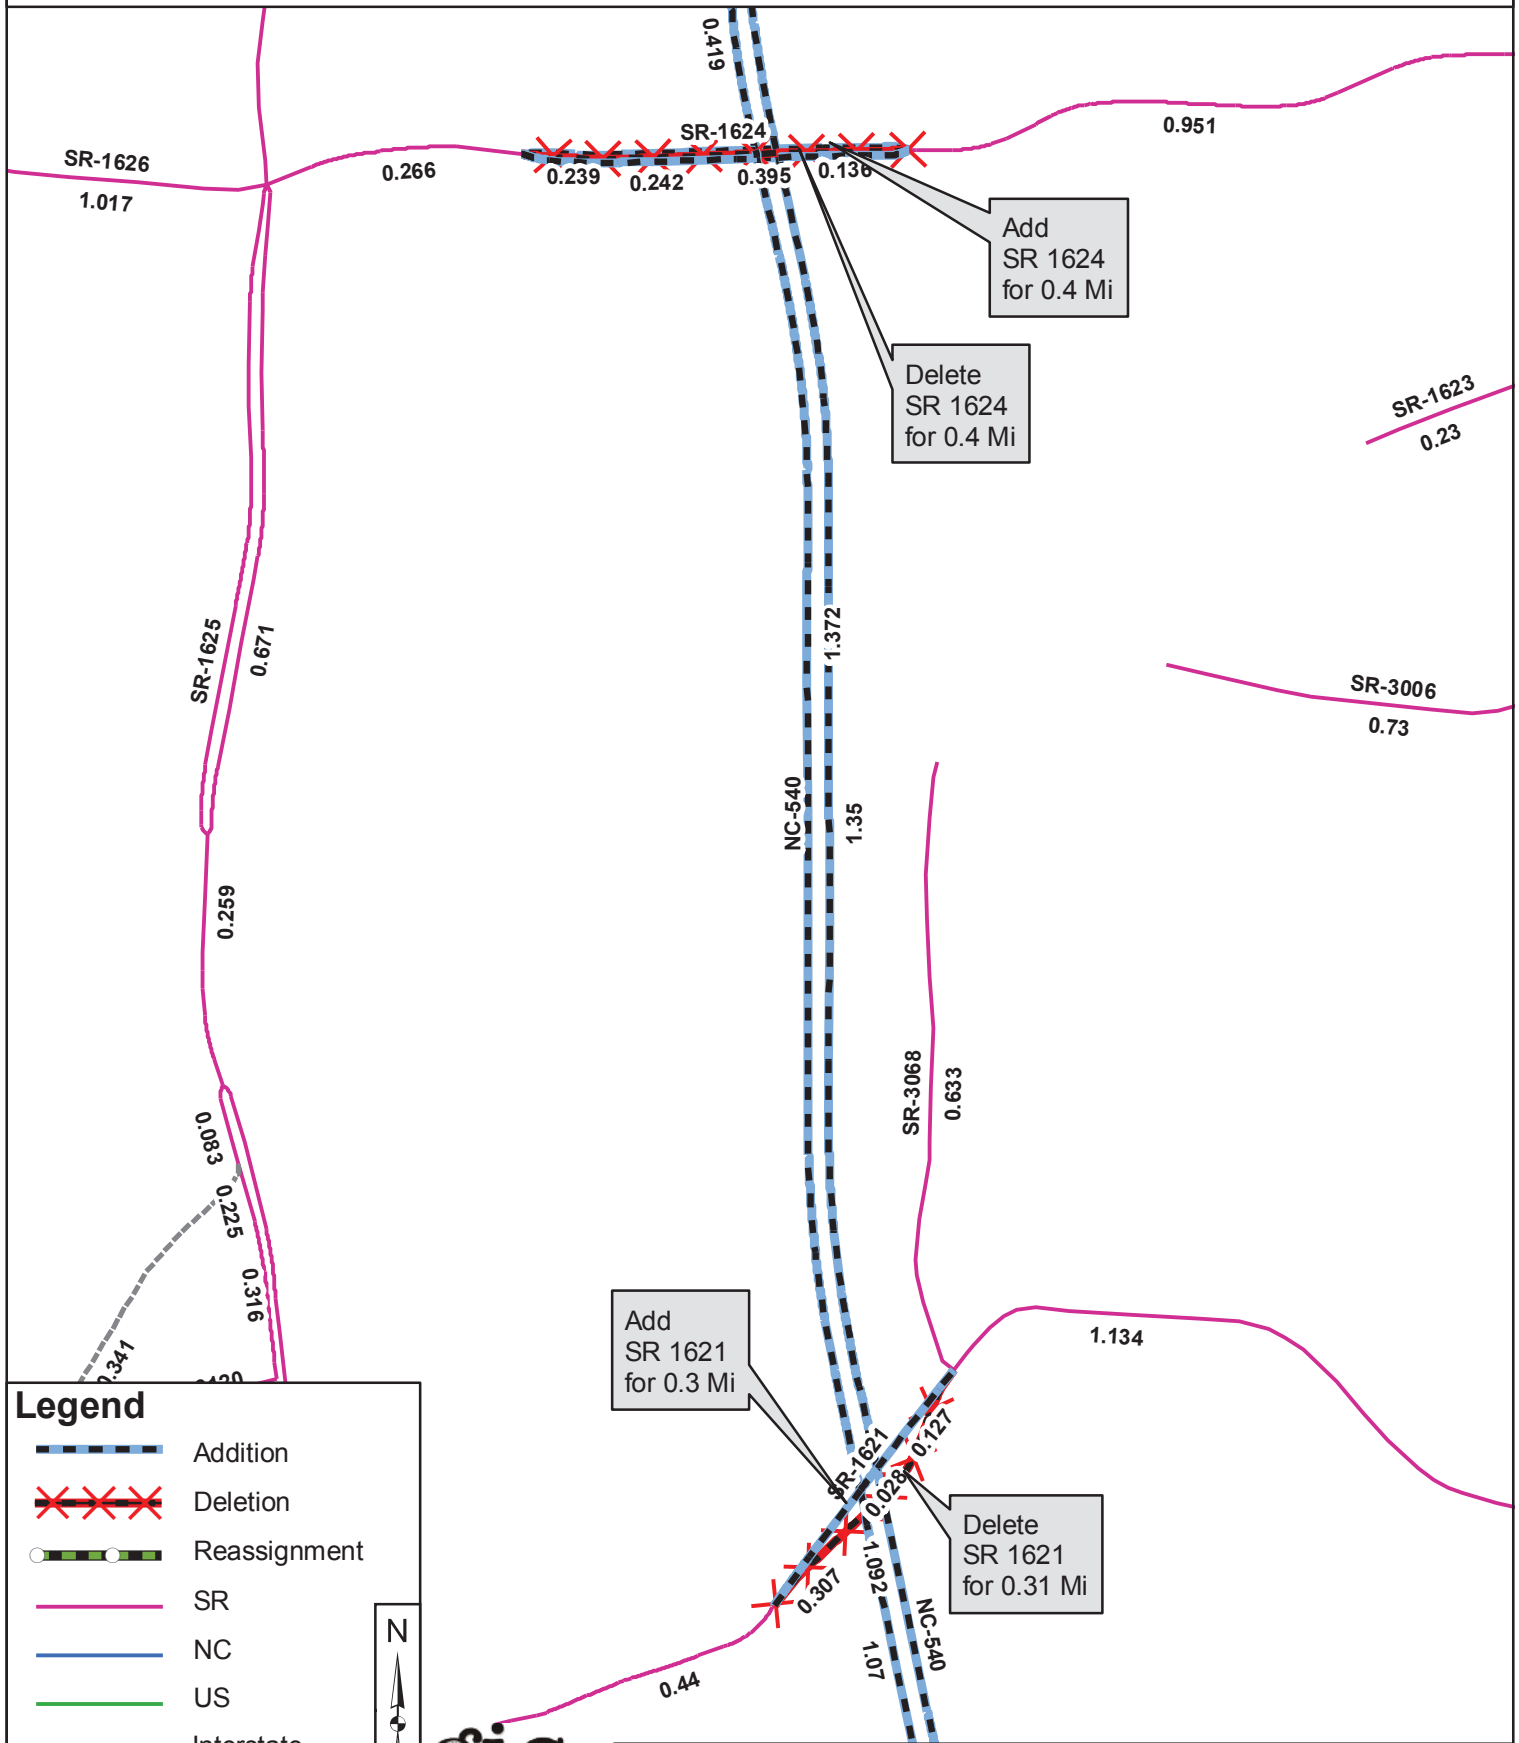 0.419
SR-1624
0.951
SR-1626
0.266
0.239
0.242
0.395
0.136
1.017
Add
SR 1624
for 0.4 Mi
Delete
SR 1624
for 0.4 Mi
SR-1623
0.23
1.372
SR-1625
0.671
SR-3006
0.73
NC-540
1.35
0.259
SR-3068
0.633
0.083
0.225
0.316
0.341
Add
SR 1621
for 0.3 Mi
1.134
0.127
SR-1621
0.028
Delete
SR 1621
for 0.31 Mi
1.092
0.307
NC-540
1.07
0.44
Legend
Addition
Deletion
Reassignment
SR
NC
US
Interstate
N